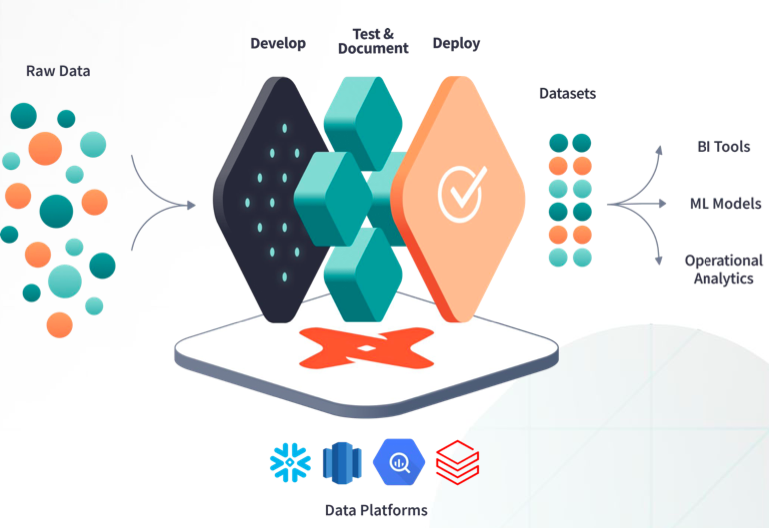 Raw Data
Develop
Test &
Document
Deploy
Datasets
BI Tools
ML Models
Operational
Analytics
Data Platforms